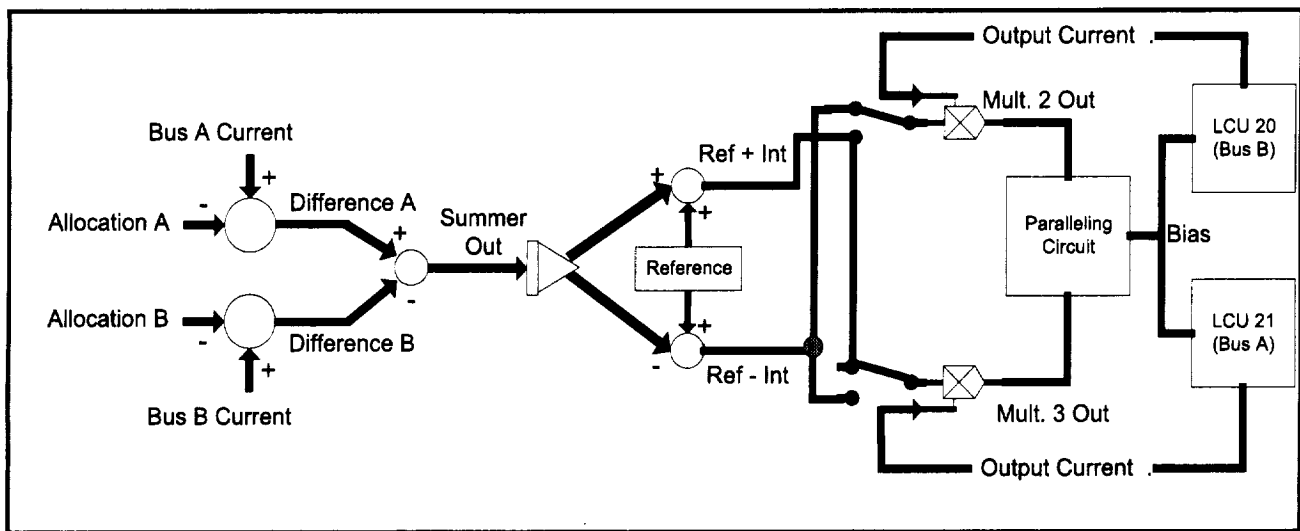 Output Current
Mult. 2 Out
LCU 20
(Bus B)
Bus A Current
+
-
Allocation A
Difference A
+
-
Summer
Out
+
+
Ref + Int
Reference
Paralleling
Circuit
Bias
Allocation B
-
+
Difference B
Bus B Current
+
-
Ref - Int
LCU 21
(Bus A)
Mult. 3 Out
Output Current